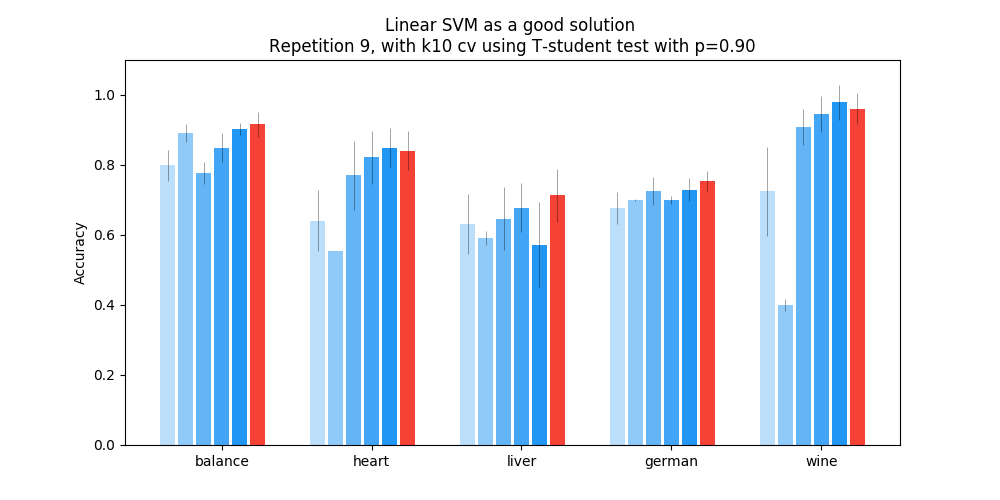 Linear SVM as a good solution
Repetition 9, with k10 cv using T-student test with p=0.90
Accuracy
1.0
0.8
0.6
0.4
0.2
0.0
balance heart liver german wine